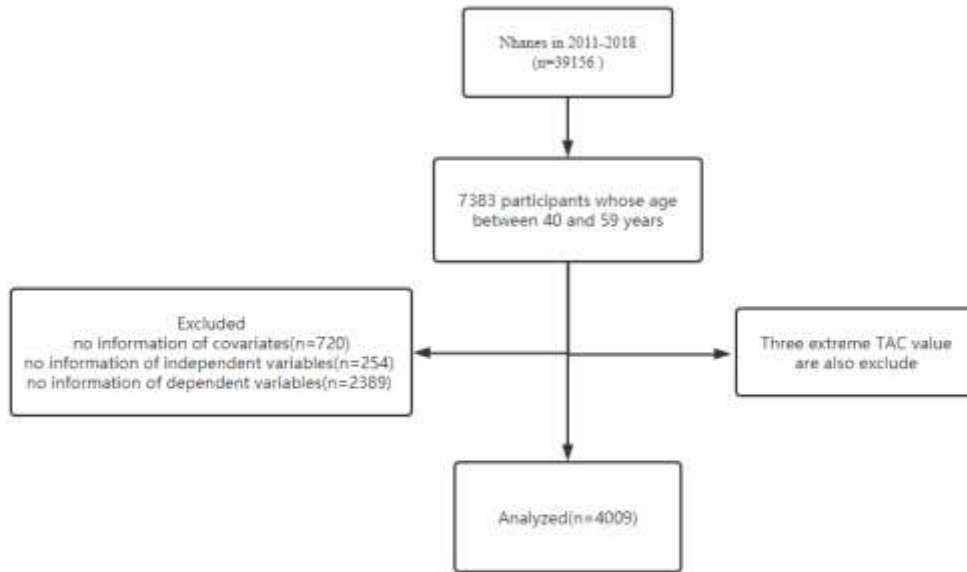 Nhanes in 2011-2018
(n=39156 )
7383 participants whose age
between 40 and 59 years
Excluded
no information of covariates(n=720)
no information of independent variables(n=254)
no information of dependent variables(n=2389)
Three extreme TAC value
are also exclude
Analyzed(n=4009)